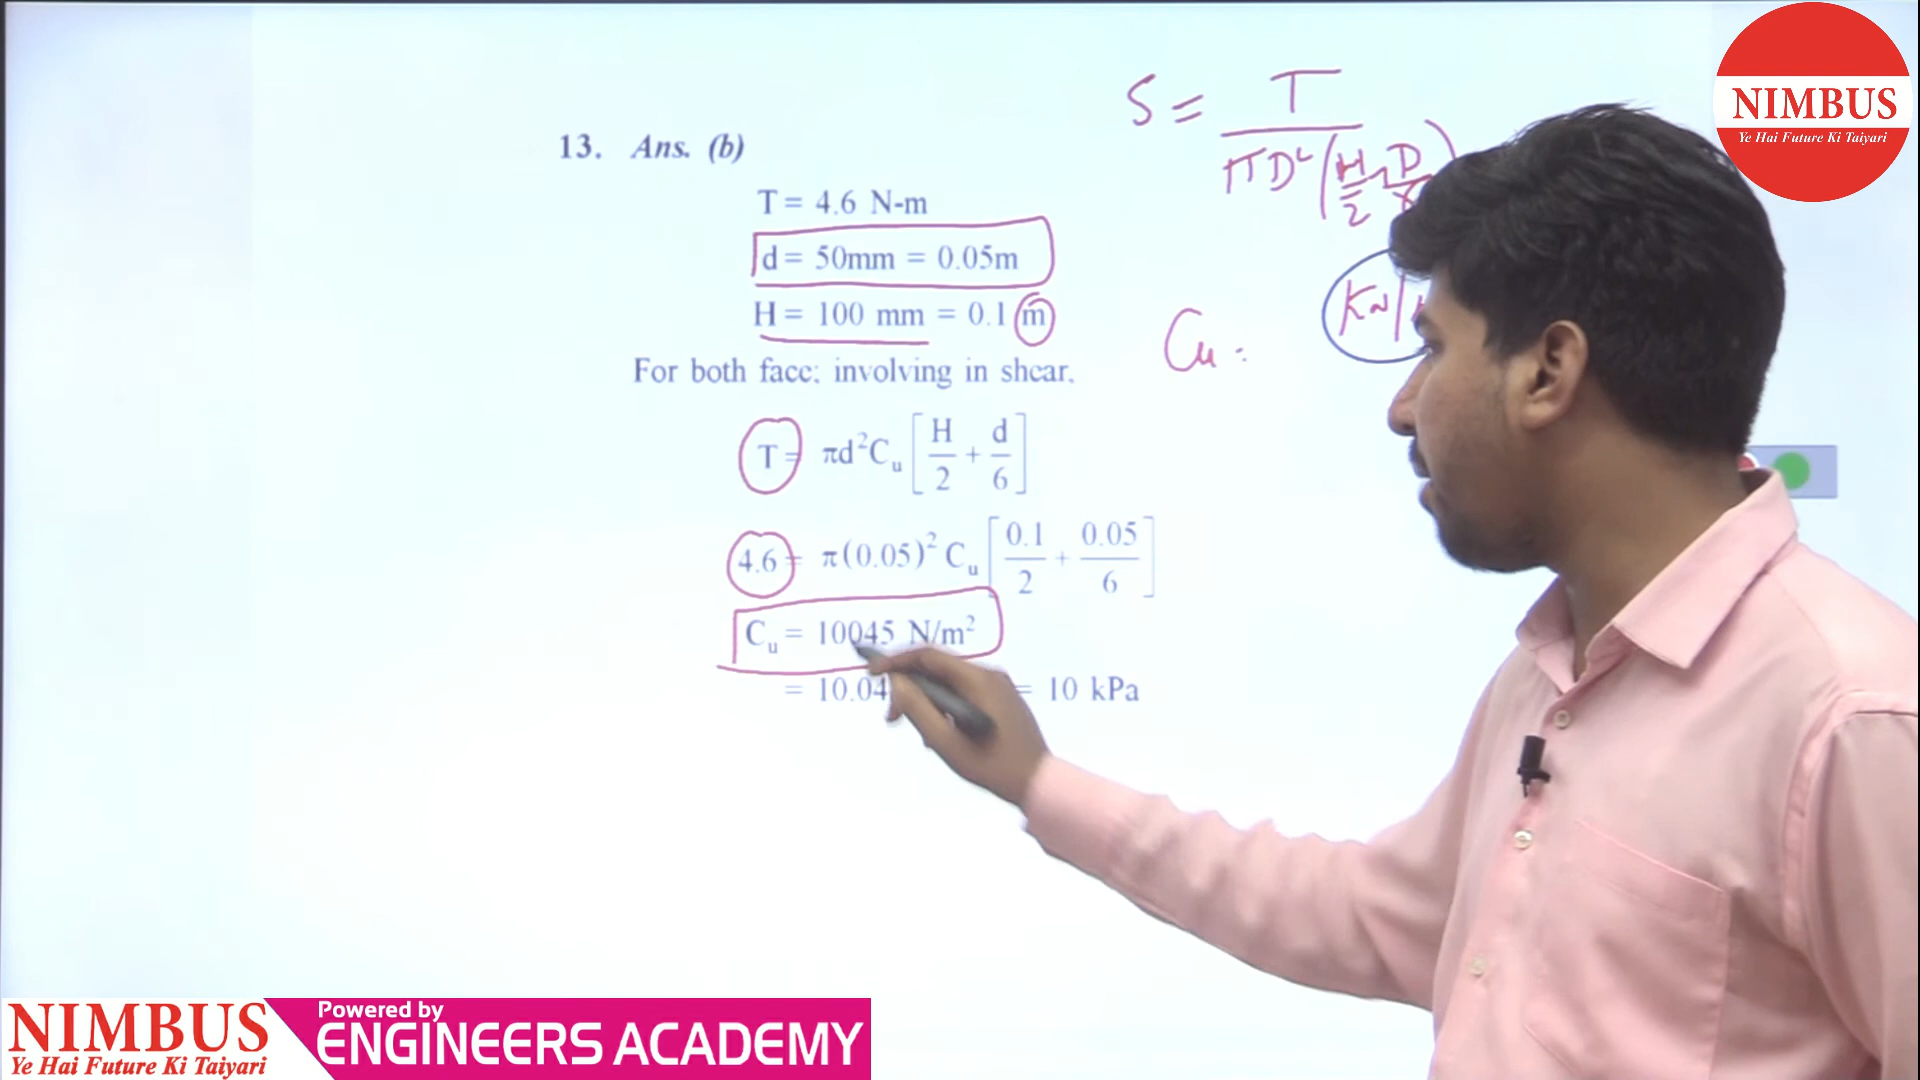 NIMBUS
Ye Hai Future Ki Taiyari
S = T
πD² (H/2 + D
13. Ans. (b)
T = 4.6 N-m
d = 50mm = 0.05m
H = 100 mm = 0.1 m
KN/
Cu =
For both face: involving in shear.
T = πd²Cu [H/2 + d/6]
4.6 = π(0.05)² Cu [0.1/2 + 0.05/6]
Cu = 10045 N/m²
= 10.04 = 10 kPa
NIMBUS
Ye Hai Future Ki Taiyari
Powered by
ENGINEERS ACADEMY